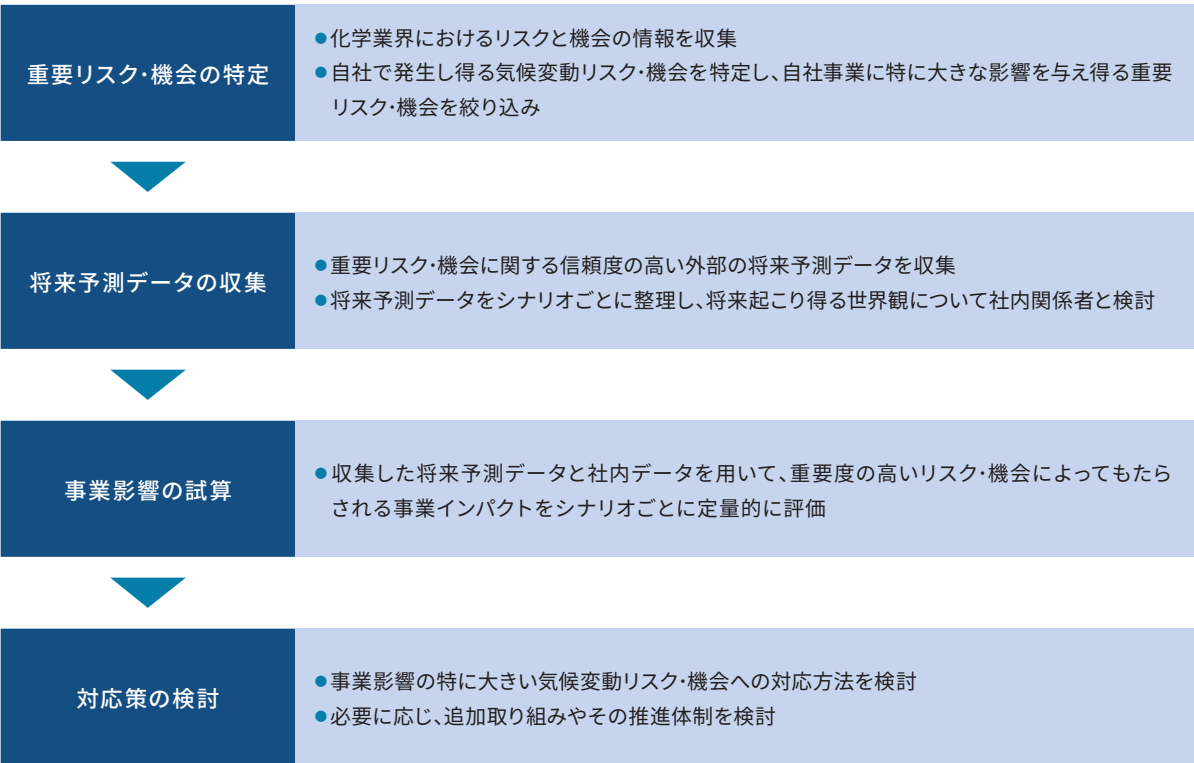 重要リスク・機会の特定
●化学業界におけるリスクと機会の情報を収集
●自社で発生し得る気候変動リスク・機会を特定し、自社事業に特に大きな影響を与え得る重要
リスク・機会を絞り込み
将来予測データの収集
●重要リスク・機会に関する信頼度の高い外部の将来予測データを収集
●将来予測データをシナリオごとに整理し、将来起こり得る世界観について社内関係者と検討
事業影響の試算
●収集した将来予測データと社内データを用いて、重要度の高いリスク・機会によってもたら
される事業インパクトをシナリオごとに定量的に評価
対応策の検討
●事業影響の特に大きい気候変動リスク・機会への対応方法を検討
●必要に応じ、追加取り組みやその推進体制を検討